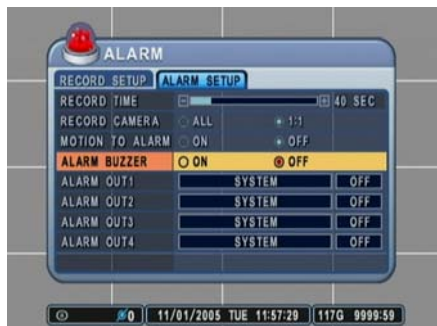 ALARM
RECORD SETUP ALARM SETUP
RECORD TIME 40 SEC
RECORD CAMERA ALL 1:1
MOTION TO ALARM ON OFF
ALARM BUZZER ON OFF
ALARM OUT1 SYSTEM OFF
ALARM OUT2 SYSTEM OFF
ALARM OUT3 SYSTEM OFF
ALARM OUT4 SYSTEM OFF
0 11/01/2005 TUE 11:57:29 117G 9999:59